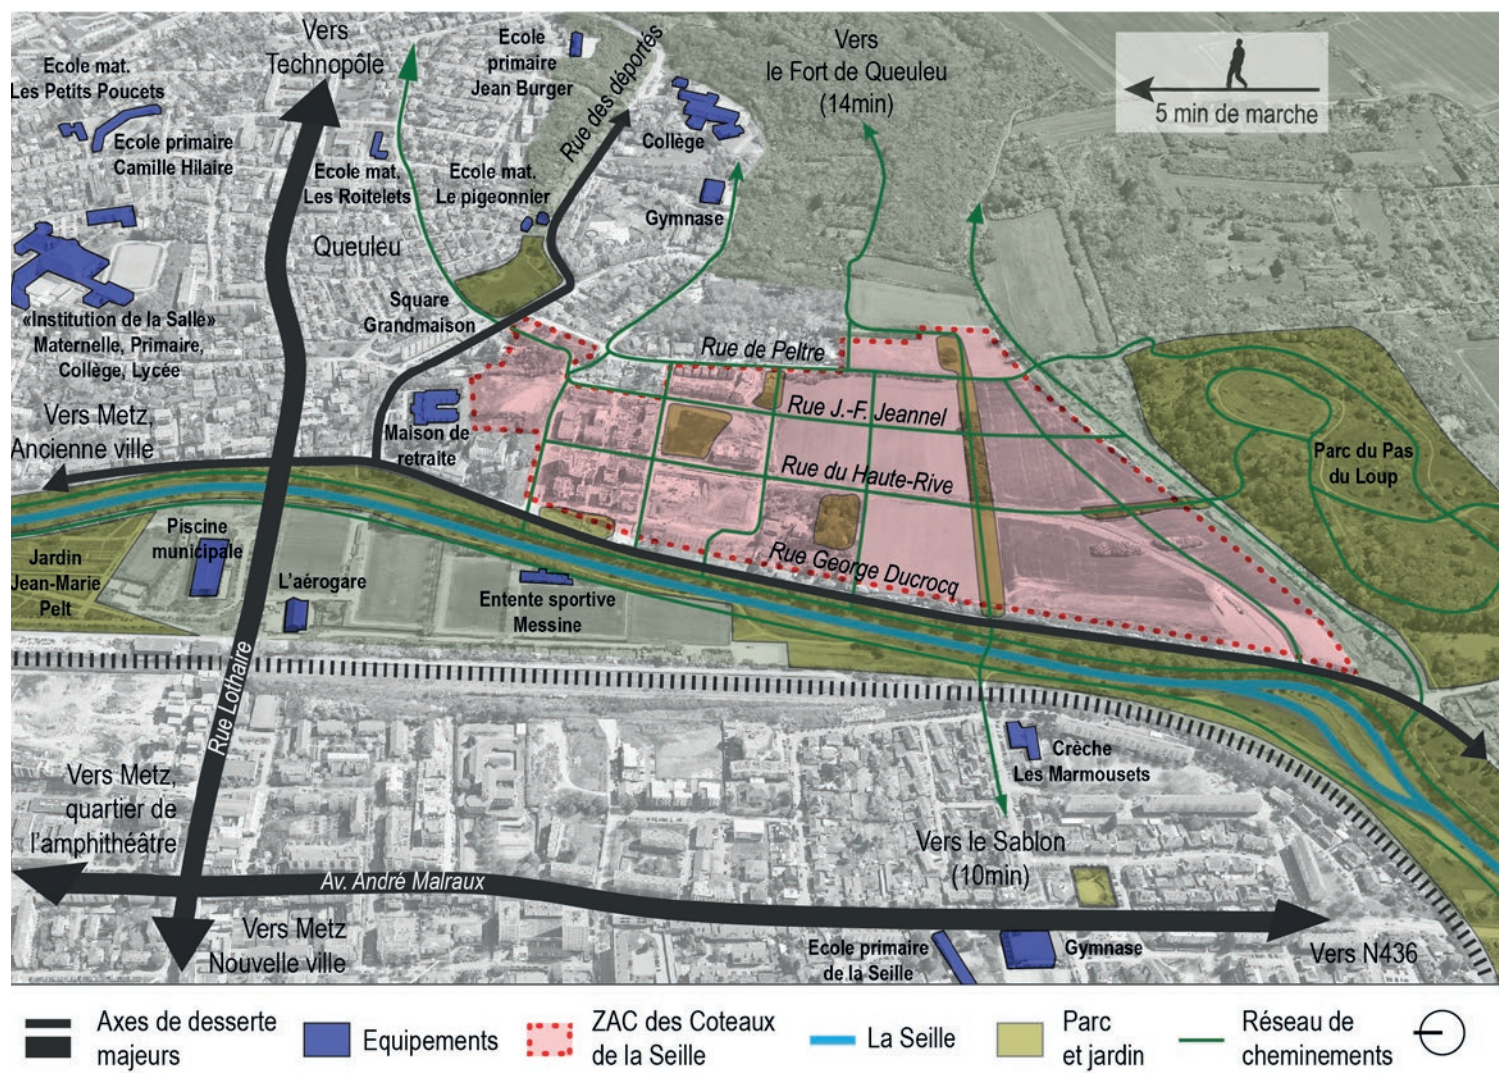 Vers
Technopôle
Ecole
primaire
Jean Burger
Rue des déportés
Vers
le Fort de Queuleu
(14min)
5 min de marche
Ecole mat.
Les Petits Poucets
Ecole primaire
Camille Hilaire
Ecole mat.
Les Roitelets
Ecole mat.
Le pigeonnier
Collège
Gymnase
Queuleu
Square
Grandmaison
«Institution de la Salle»
Maternelle, Primaire,
Collège, Lycée
Rue de Peltre
Rue J.-F. Jeannel
Rue du Haute-Rive
Rue George Ducrocq
Vers Metz,
Ancienne ville
Maison de
retraite
Parc du Pas
du Loup
Piscine
municipale
Jardin
Jean-Marie
Pelt
L'aérogare
Entente sportive
Messine
Rue Lothaire
Crèche
Les Marmousets
Vers Metz,
quartier de
l'amphithéâtre
Vers le Sablon
(10min)
Av. André Malraux
Vers Metz
Nouvelle ville
Ecole primaire
de la Seille
Gymnase
Vers N436
Axes de desserte
majeurs
Equipements
ZAC des Coteaux
de la Seille
La Seille
Parc
et jardin
Réseau de
cheminements